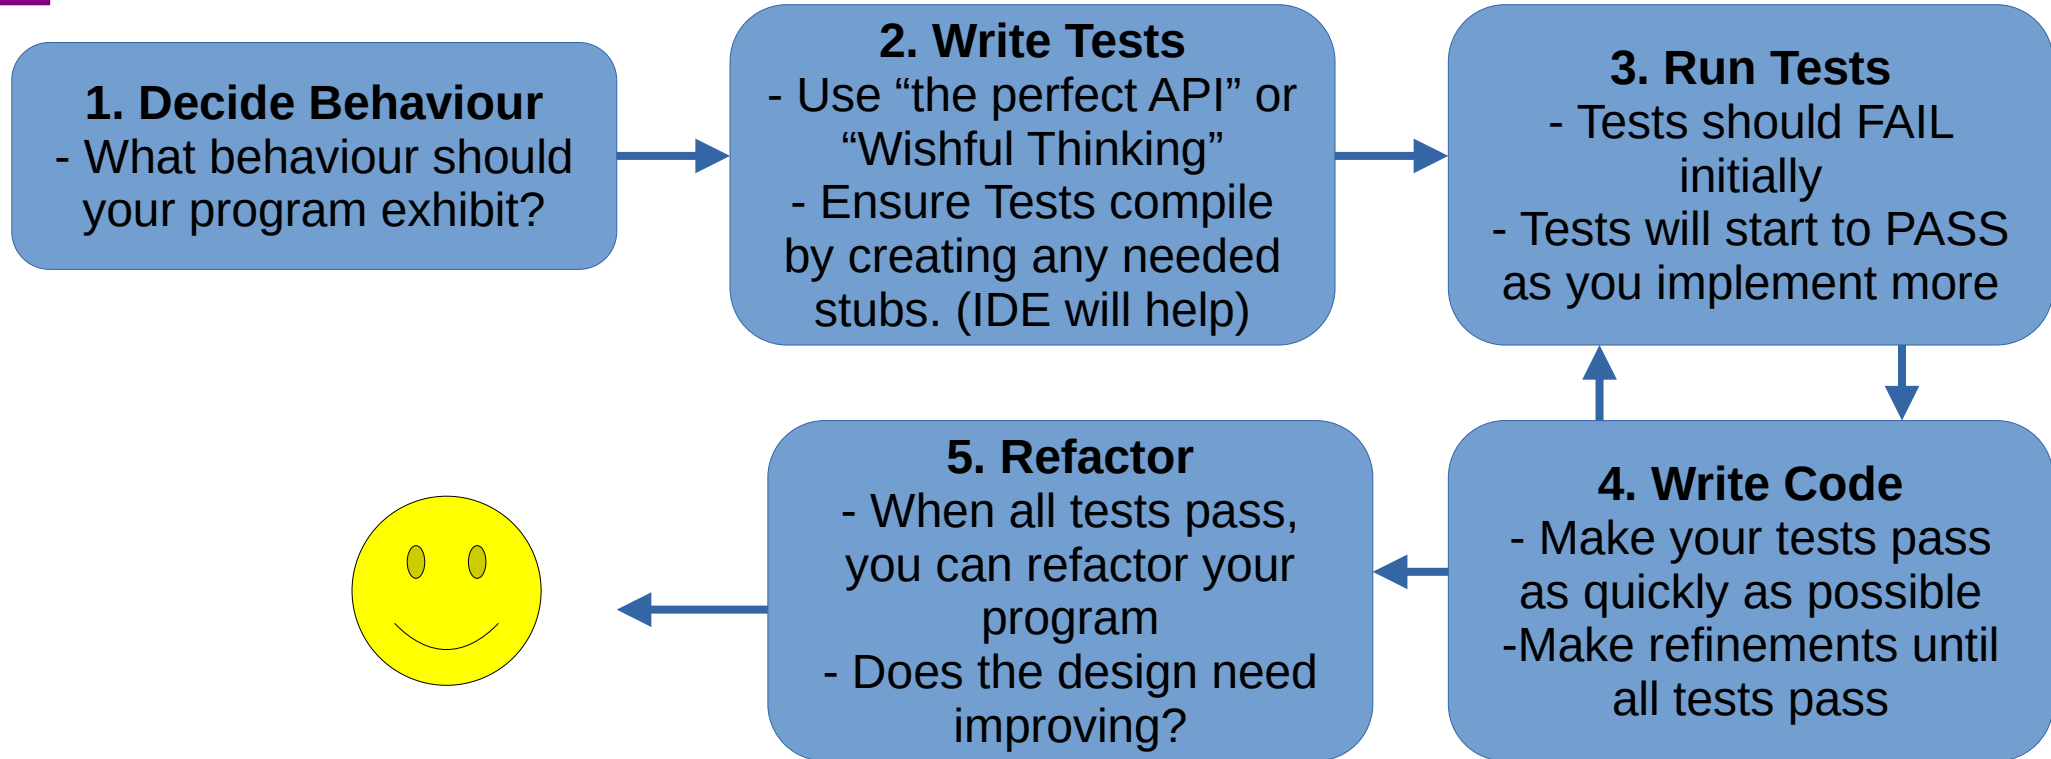 1. Decide Behaviour
- What behaviour should
your program exhibit?
2. Write Tests
- Use “the perfect API” or
“Wishful Thinking”
- Ensure Tests compile
by creating any needed
stubs. (IDE will help)
3. Run Tests
- Tests should FAIL
initially
- Tests will start to PASS
as you implement more
4. Write Code
- Make your tests pass
as quickly as possible
-Make refinements until
all tests pass
5. Refactor
- When all tests pass,
you can refactor your
program
- Does the design need
improving?